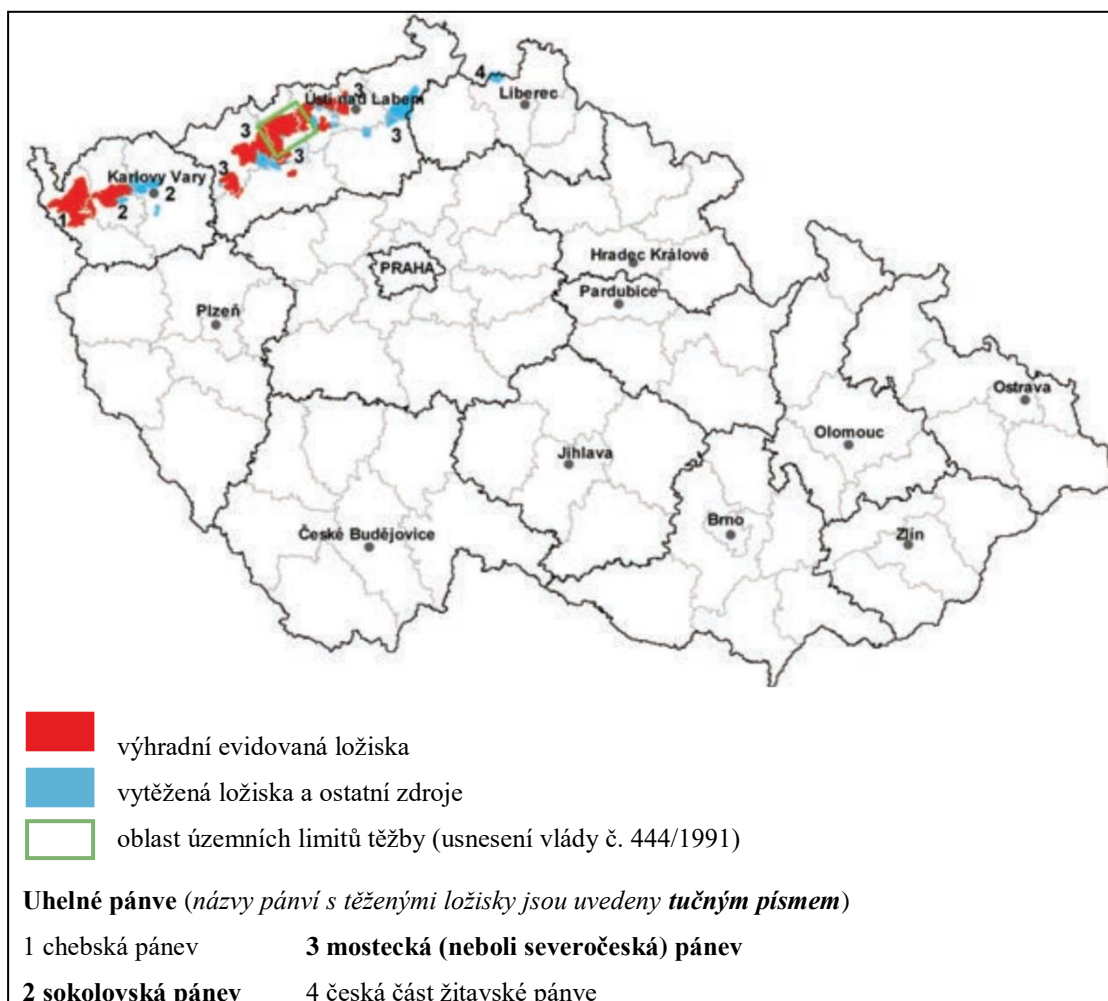 4
3
Ústí nad Labem
Liberec
3
3
3
3
Karlovy Vary
2
1
2
PRAHA
Hradec Králové
Pardubice
Plzeň
Ostrava
Olomouc
Jihlava
Brno
České Budějovice
Zlín
výhradní evidovaná ložiska
vytěžená ložiska a ostatní zdroje
oblast územních limitů těžby (usnesení vlády č. 444/1991)
Uhelné pánve (názvy pánví s těženými ložisky jsou uvedeny tučným písmem)
1 chebská pánev 3 mostecká (neboli severočeská) pánev
2 sokolovská pánev 4 česká část žitavské pánve